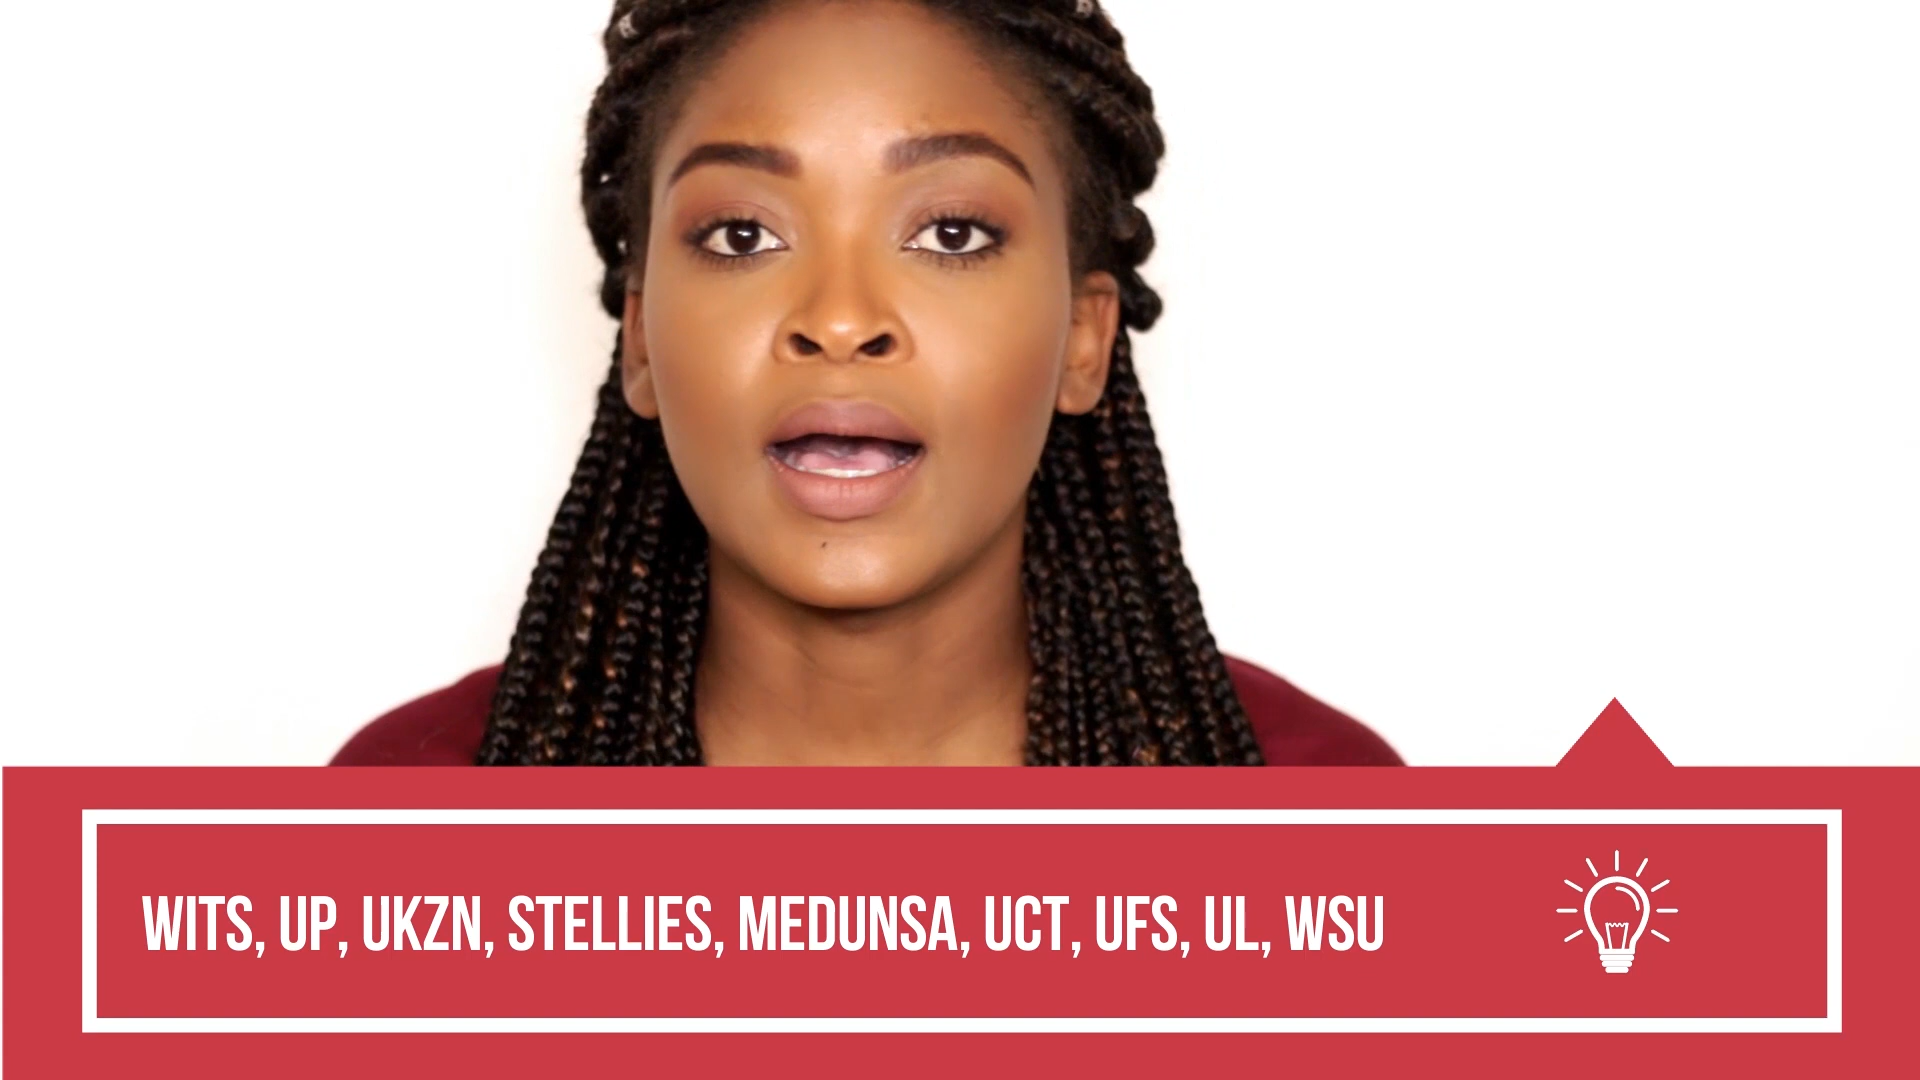 WITS, UP, UKZN, STELLIES, MEDUNSA, UCT, UFS, UL, WSU